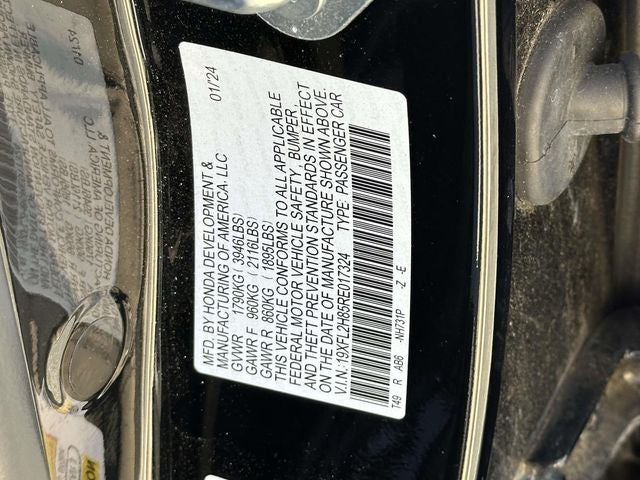 MFD. BY HONDA DEVELOPMENT & 01/24
MANUFACTURING OF AMERICA, LLC
GVWR 1790KG ( 3946LBS)
GAWR F 960KG ( 2116LBS)
GAWR R 860KG ( 1895LBS)
THIS VEHICLE CONFORMS TO ALL APPLICABLE
FEDERAL MOTOR VEHICLE SAFETY, BUMPER,
AND THEFT PREVENTION STANDARDS IN EFFECT
ON THE DATE OF MANUFACTURE SHOWN ABOVE.
V.I.N.: 19XFL2H85RE017324 TYPE: PASSENGER CAR
T49 R AB6 -NH731P -Z -E